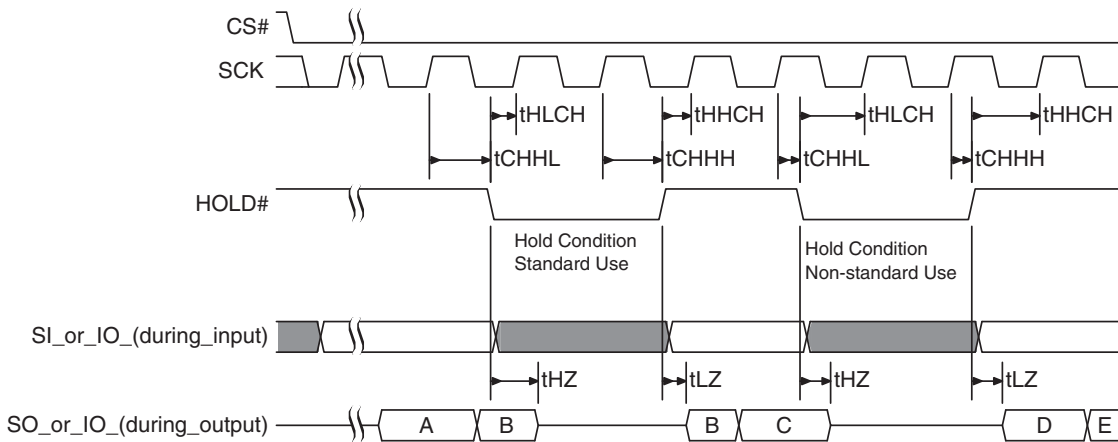 CS#
SCK
tHLCH tHHCH tHLCH tHHCH
tCHHL tCHHH tCHHL tCHHH
HOLD#
Hold Condition
Standard Use
Hold Condition
Non-standard Use
SI_or_IO_(during_input)
tHZ tLZ tHZ tLZ
SO_or_IO_(during_output) A B B C D E